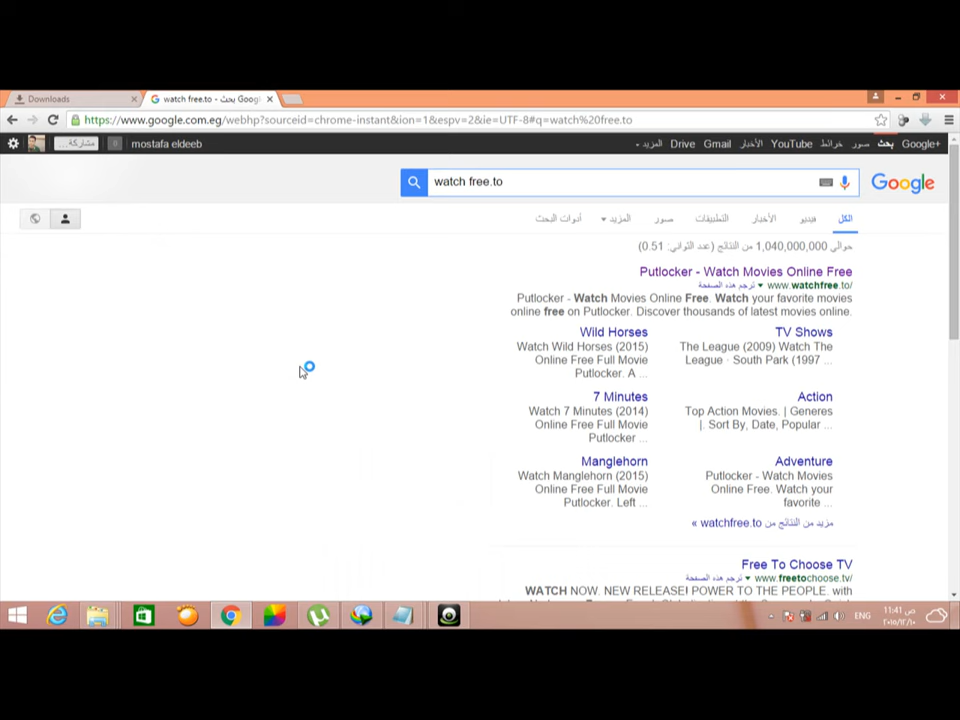 Downloads
watch free.to - بحث Google
https://www.google.com.eg/webhp?sourceid=chrome-instant&ion=1&espv=2&ie=UTF-8#q=watch%20free.to
Google+ بحث صور خرائط YouTube الأخبار Gmail Drive المزيد
mostafa eldeeb
0
مشاركة...
watch free.to
Google
الكل فيديو الأخبار التطبيقات صور المزيد أدوات البحث
حوالي 1,040,000,000 من النتائج (عدد الثواني: 0.51)
Putlocker - Watch Movies Online Free
www.watchfree.to/ ترجم هذه الصفحة
Putlocker - Watch Movies Online Free. Watch your favorite movies
online free on Putlocker. Discover thousands of latest movies online.
TV Shows
The League (2009) Watch The
League · South Park (1997 ...
Wild Horses
Watch Wild Horses (2015)
Online Free Full Movie
Putlocker. A ...
Action
Top Action Movies. | Generes
|. Sort By, Date, Popular ...
7 Minutes
Watch 7 Minutes (2014)
Online Free Full Movie
Putlocker ...
Adventure
Putlocker - Watch Movies
Online Free. Watch your
favorite ...
Manglehorn
Watch Manglehorn (2015)
Online Free Full Movie
Putlocker. Left ...
مزيد من النتائج من watchfree.to »
Free To Choose TV
www.freetochoose.tv/ ترجم هذه الصفحة
WATCH NOW. NEW RELEASE! POWER TO THE PEOPLE. with
ENG
11:41 ص